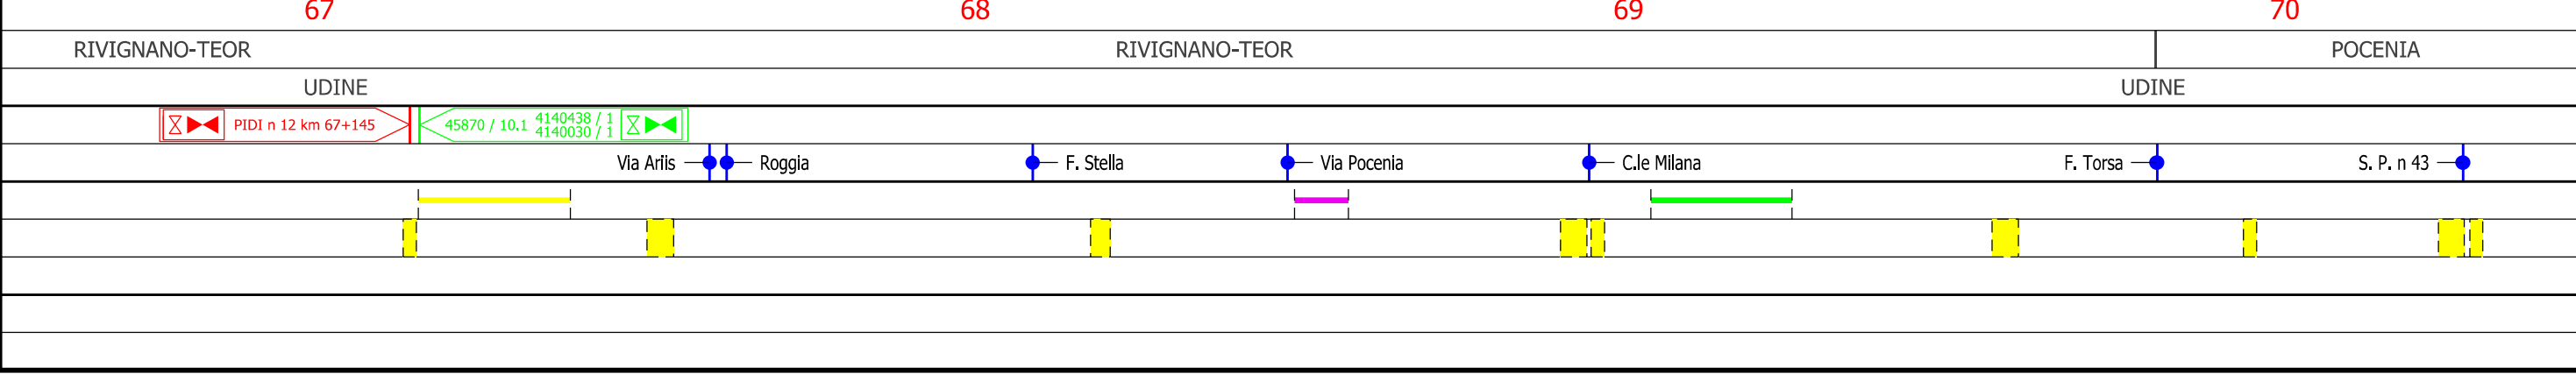 67 68 69 70
RIVIGNANO-TEOR RIVIGNANO-TEOR POCENIA
UDINE UDINE
PIDI n 12 km 67+145 45870 / 10.1 4140438 / 1
4140030 / 1
Via Ariis Roggia F. Stella Via Pocenia C.le Milana F. Torsa S. P. n 43